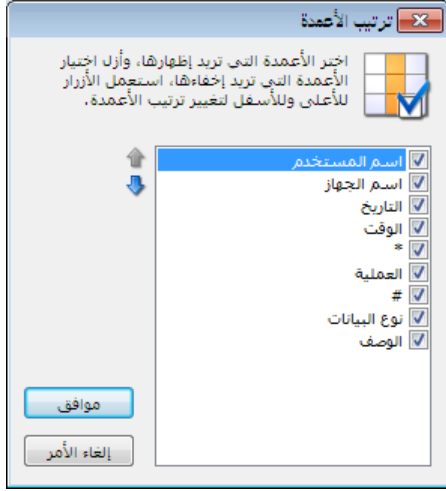 ترتيب الأعمدة
اختر الأعمدة التي تريد إظهارها، وأزل اختيار
الأعمدة التي تريد إخفاءها، استعمل الأزرار
للأعلى وللأسفل لتغيير ترتيب الأعمدة.
اسم المستخدم
اسم الجهاز
التاريخ
الوقت
*
العملية
#
نوع البيانات
الوصف
موافق
إلغاء الأمر